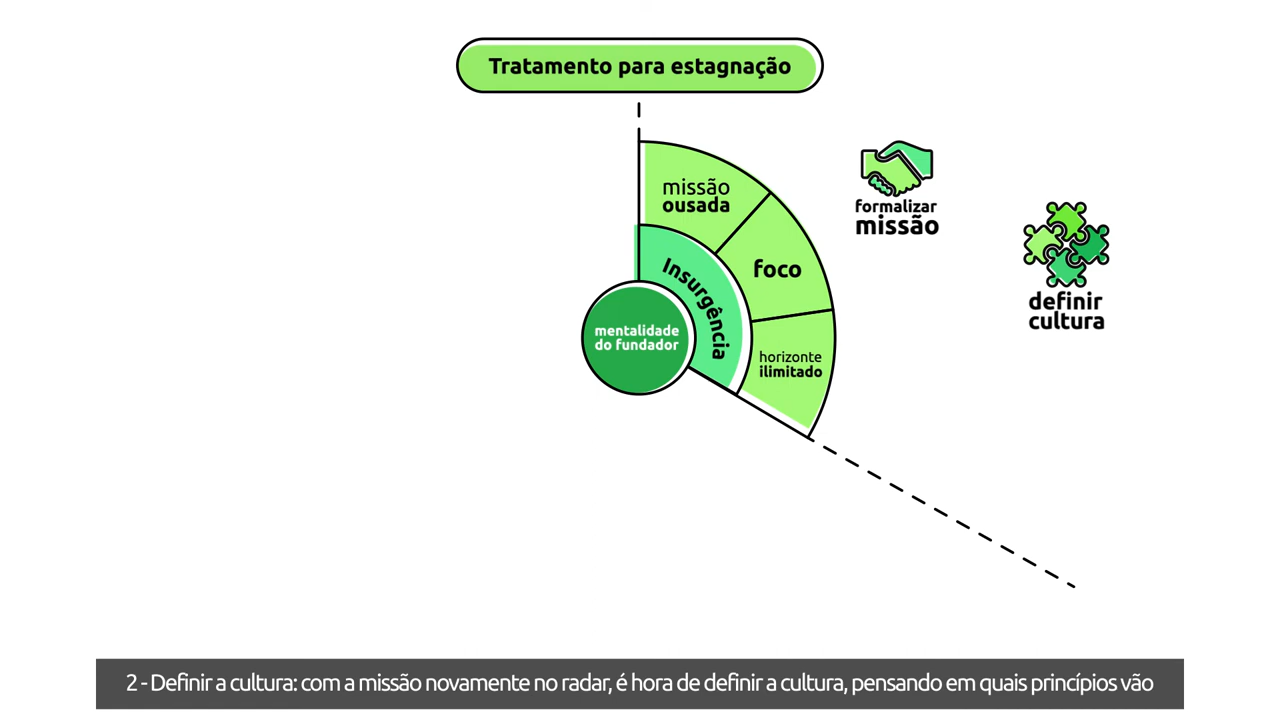 Tratamento para estagnação
missão
ousada
foco
horizonte
ilimitado
Insurgência
mentalidade
do fundador
formalizar
missão
definir
cultura
2 - Definir a cultura: com a missão novamente no radar, é hora de definir a cultura, pensando em quais princípios vão